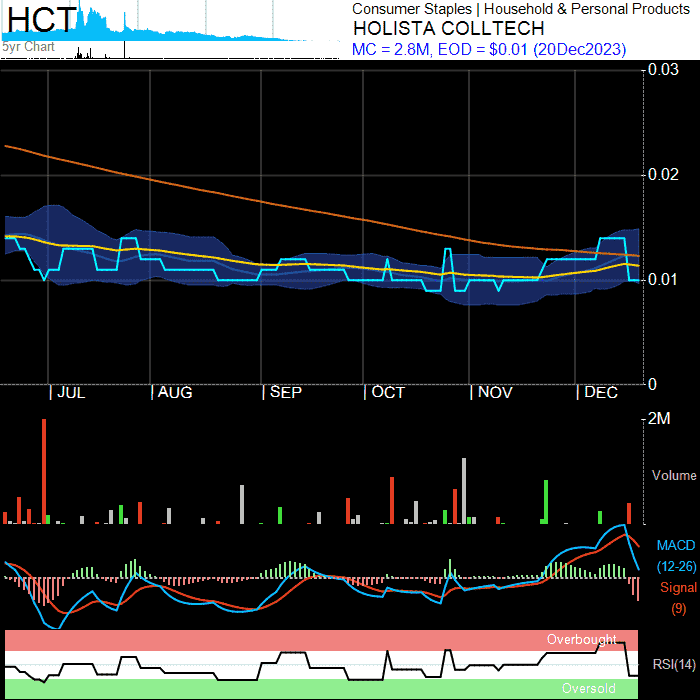 HCT
5yr Chart
Consumer Staples | Household & Personal Products
HOLISTA COLLTECH
MC = 2.8M, EOD = $0.01 (20Dec2023)
0.03
0.02
0.01
0
| JUL | AUG | SEP | OCT | NOV | DEC
2M
Volume
MACD
(12-26)
Signal
(9)
Overbought
RSI(14)
Oversold